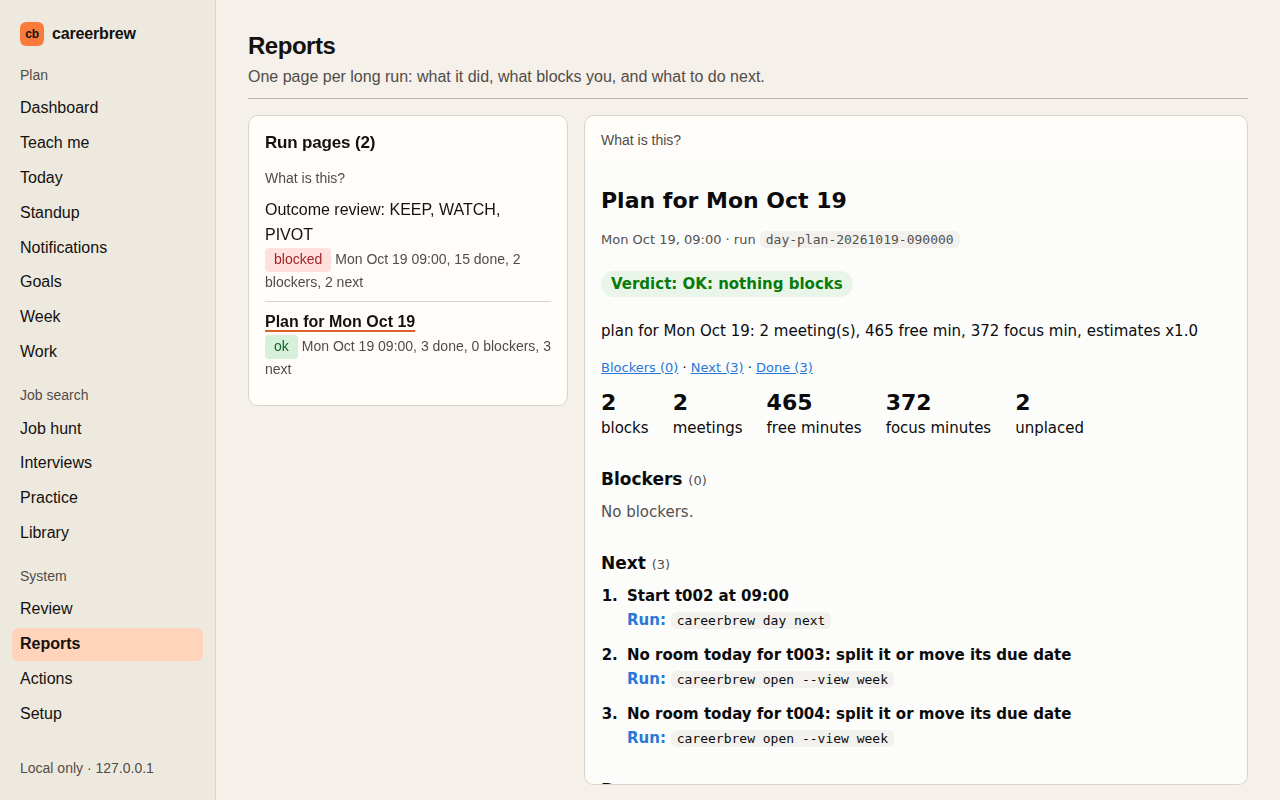 cb careerbrew
Plan
Dashboard
Teach me
Today
Standup
Notifications
Goals
Week
Work
Job search
Job hunt
Interviews
Practice
Library
System
Review
Reports
Actions
Setup
Local only · 127.0.0.1
Reports
One page per long run: what it did, what blocks you, and what to do next.
Run pages (2)
What is this?
Outcome review: KEEP, WATCH,
PIVOT
blocked Mon Oct 19 09:00, 15 done, 2
blockers, 2 next
Plan for Mon Oct 19
ok Mon Oct 19 09:00, 3 done, 0 blockers, 3
next
What is this?
Plan for Mon Oct 19
Mon Oct 19, 09:00 · run day-plan-20261019-090000
Verdict: OK: nothing blocks
plan for Mon Oct 19: 2 meeting(s), 465 free min, 372 focus min, estimates x1.0
Blockers (0) · Next (3) · Done (3)
2 2 465 372 2
blocks meetings free minutes focus minutes unplaced
Blockers (0)
No blockers.
Next (3)
1. Start t002 at 09:00
Run: careerbrew day next
2. No room today for t003: split it or move its due date
Run: careerbrew open --view week
3. No room today for t004: split it or move its due date
Run: careerbrew open --view week